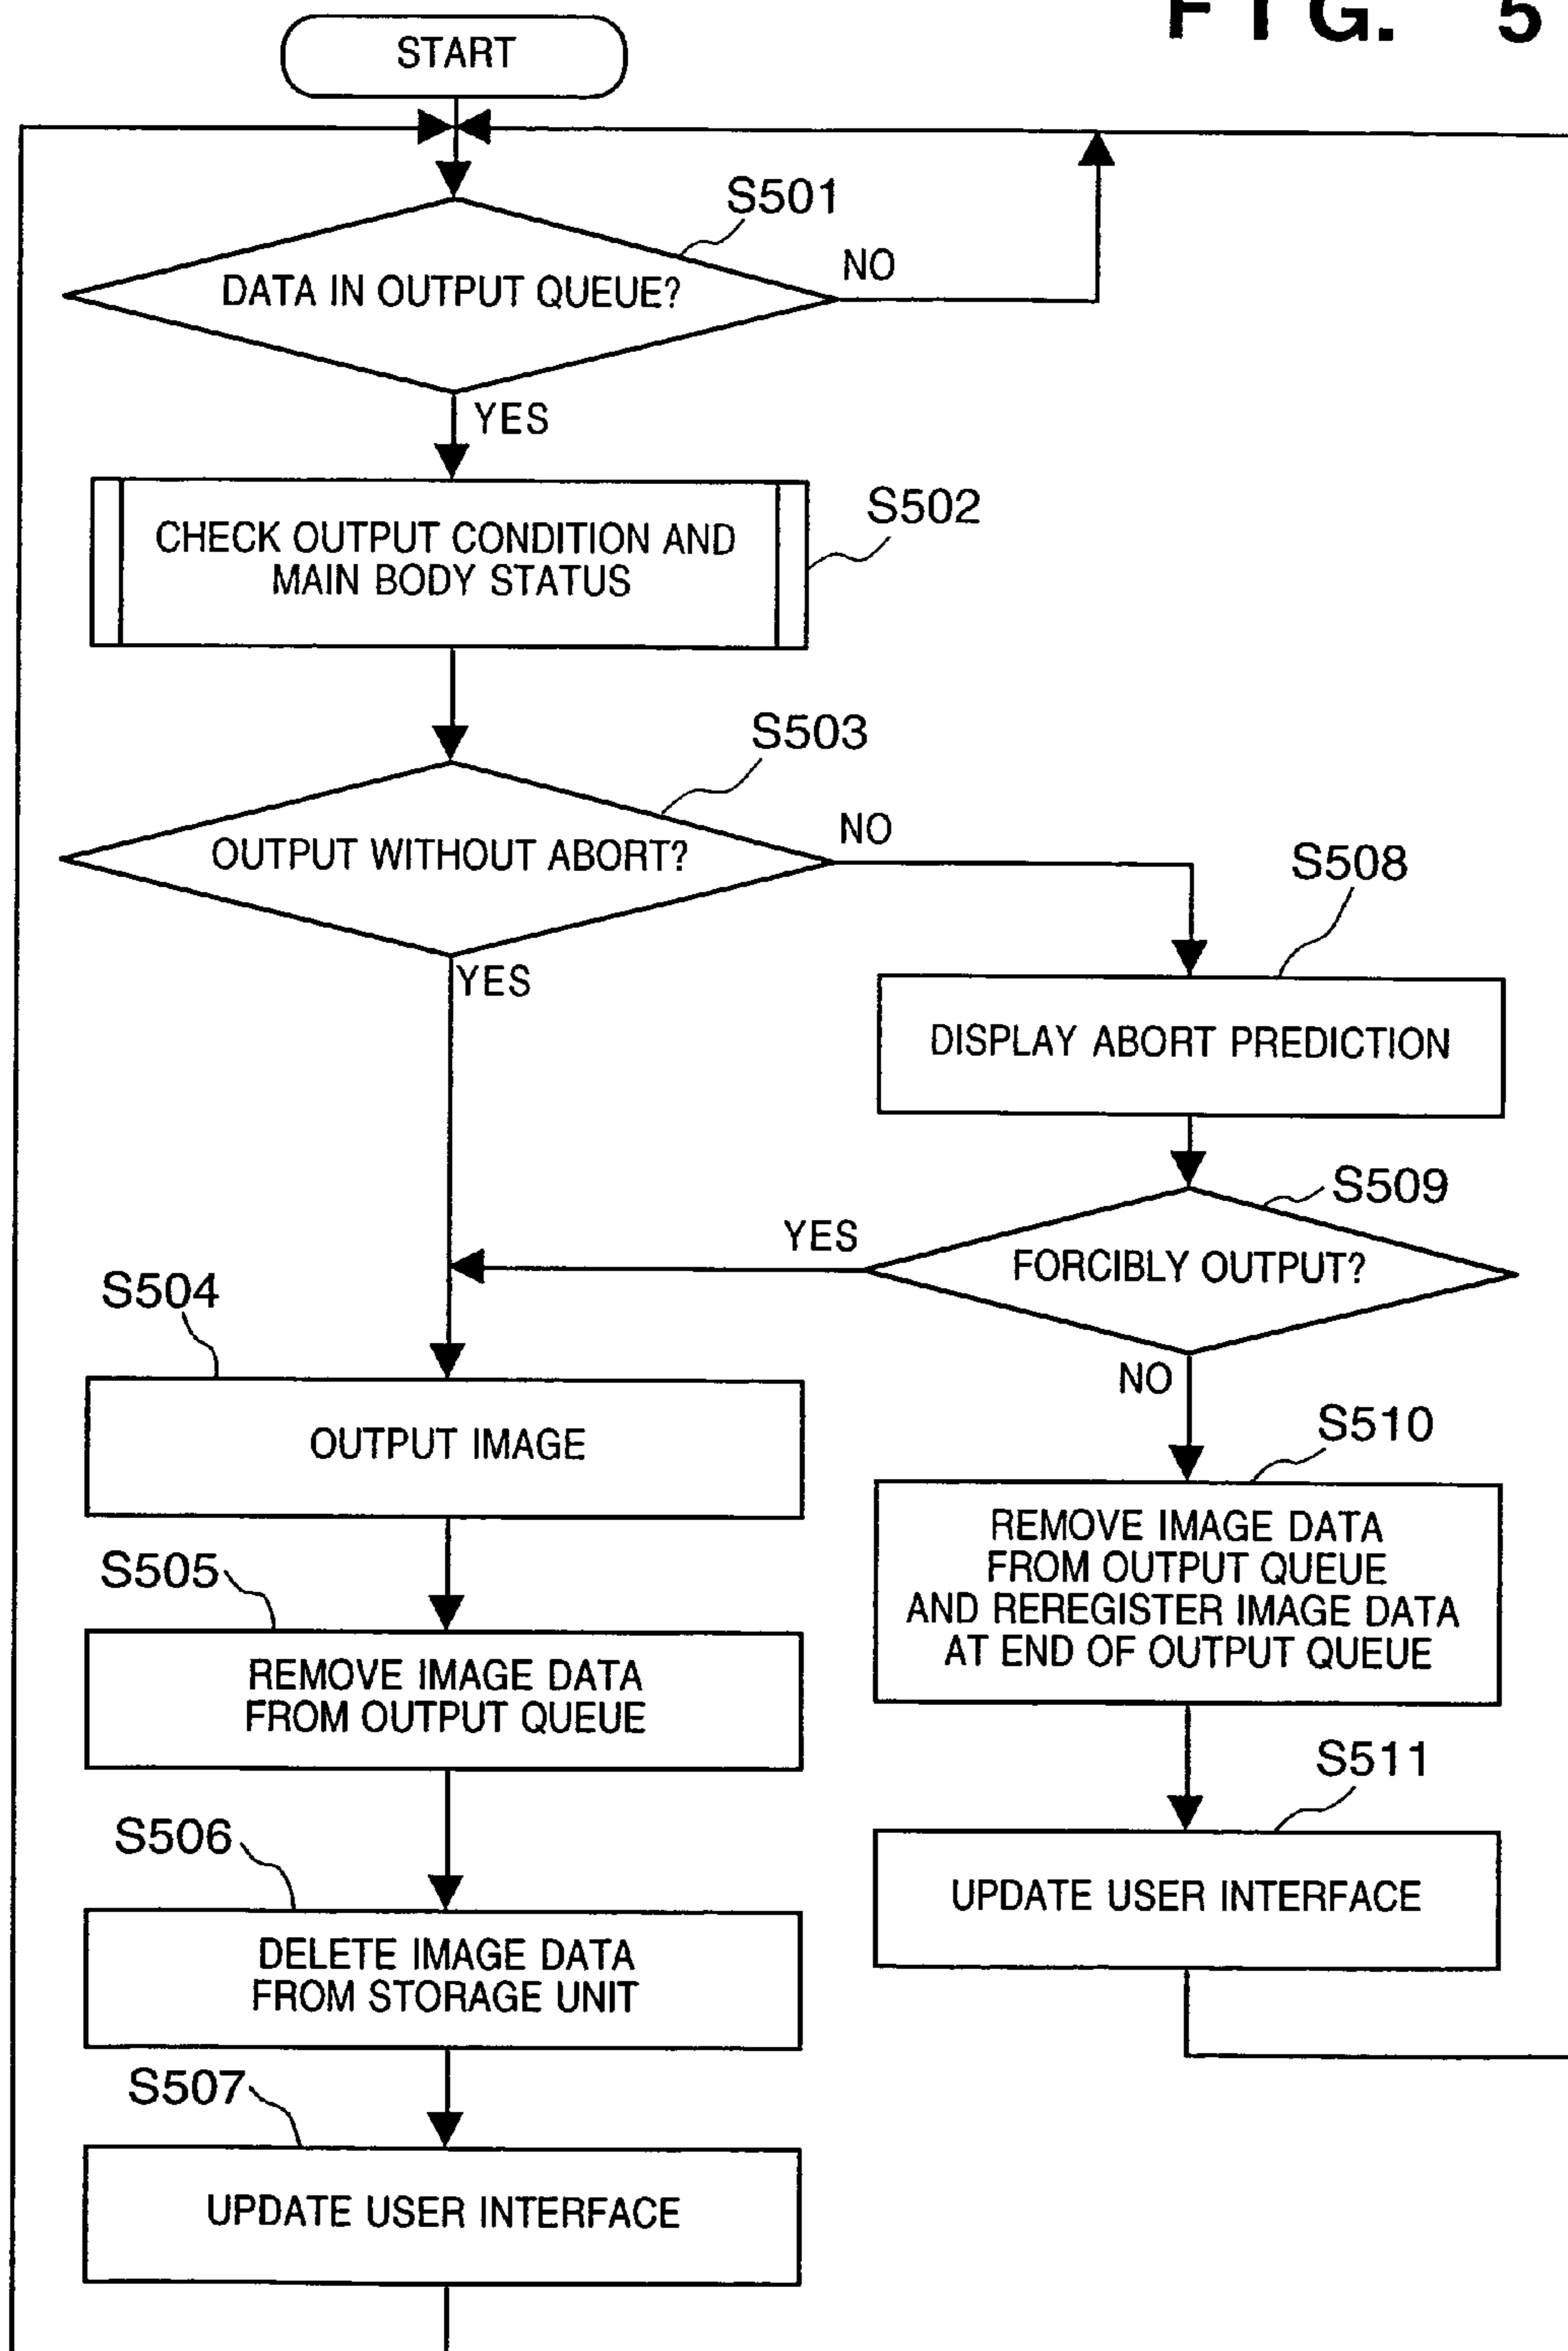 FIG. 5
START
S501
DATA IN OUTPUT QUEUE?
NO
YES
S502
CHECK OUTPUT CONDITION AND
MAIN BODY STATUS
S503
OUTPUT WITHOUT ABORT?
NO
YES
S508
DISPLAY ABORT PREDICTION
S509
FORCIBLY OUTPUT?
YES
NO
S504
OUTPUT IMAGE
S510
REMOVE IMAGE DATA
FROM OUTPUT QUEUE
AND REREGISTER IMAGE DATA
AT END OF OUTPUT QUEUE
S505
REMOVE IMAGE DATA
FROM OUTPUT QUEUE
S511
UPDATE USER INTERFACE
S506
DELETE IMAGE DATA
FROM STORAGE UNIT
S507
UPDATE USER INTERFACE